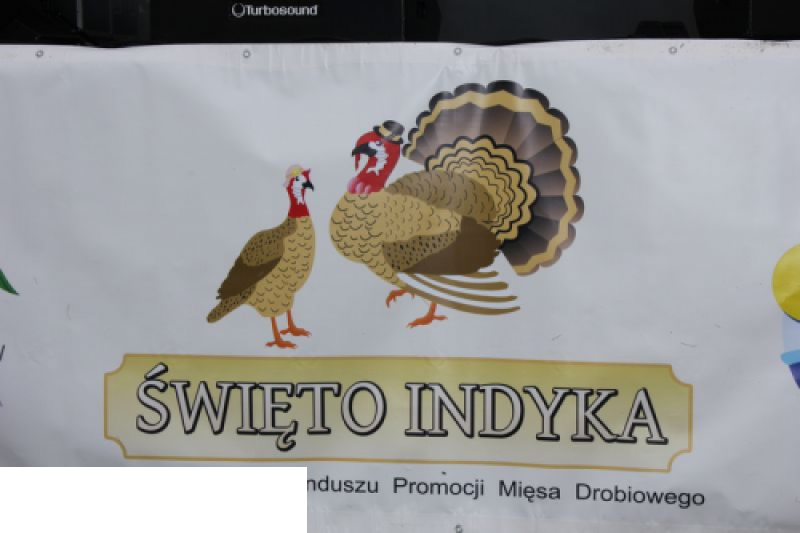 Turbosound
ŚWIĘTO INDYKA
nduszu Promocji Mięsa Drobiowego